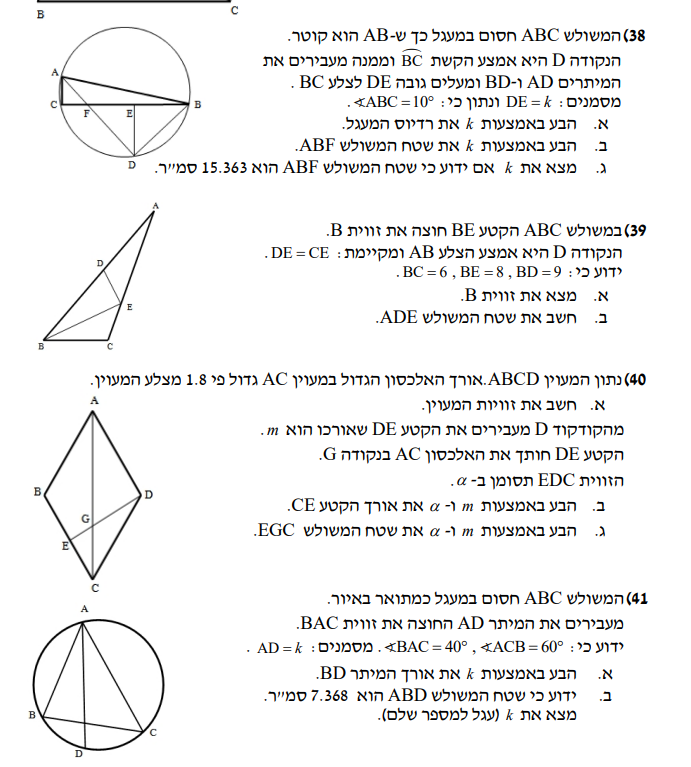 B C
38) המשולש ABC חסום במעגל כך ש-AB הוא קוטר.
הנקודה D היא אמצע הקשת BC וממנה מעבירים את
המיתרים AD ו-BD ומעלים גובה DE לצלע BC .
מסמנים : DE = k ונתון כי : ∢ABC = 10° .
א. הבע באמצעות k את רדיוס המעגל.
ב. הבע באמצעות k את שטח המשולש ABF.
ג. מצא את k אם ידוע כי שטח המשולש ABF הוא 15.363 סמ״ר.
A
C F E B
D
39) במשולש ABC הקטע BE חוצה את זווית B.
הנקודה D היא אמצע הצלע AB ומקיימת : DE = CE .
ידוע כי : BC = 6 , BE = 8 , BD = 9 .
א. מצא את זווית B.
ב. חשב את שטח המשולש ADE.
A
D
E
B C
40) נתון המעוין ABCD.אורך האלכסון הגדול במעוין AC גדול פי 1.8 מצלע המעוין.
א. חשב את זוויות המעוין.
מהקודקוד D מעבירים את הקטע DE שאורכו הוא m .
הקטע DE חותך את האלכסון AC בנקודה G.
הזווית EDC תסומן ב- α .
ב. הבע באמצעות m ו- α את אורך הקטע CE.
ג. הבע באמצעות m ו- α את שטח המשולש EGC.
A
B D
G
E
C
41) המשולש ABC חסום במעגל כמתואר באיור.
מעבירים את המיתר AD החוצה את זווית BAC.
ידוע כי : ∢BAC = 40° , ∢ACB = 60° . מסמנים : AD = k .
א. הבע באמצעות k את אורך המיתר BD.
ב. ידוע כי שטח המשולש ABD הוא 7.368 סמ״ר.
מצא את k (עגל למספר שלם).
A
B C
D